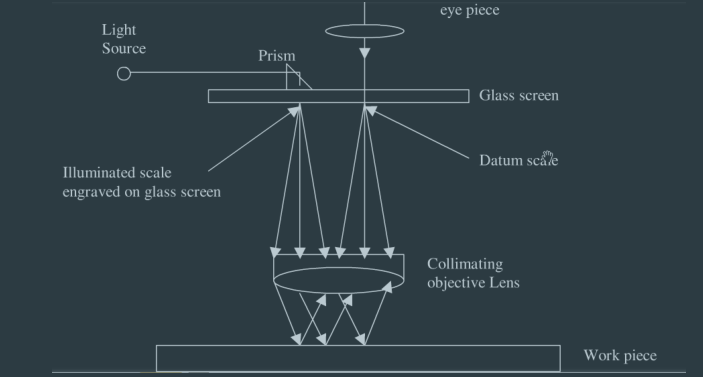 eye piece
Light
Source
Prism
Glass screen
Datum scale
Illuminated scale
engraved on glass screen
Collimating
objective Lens
Work piece